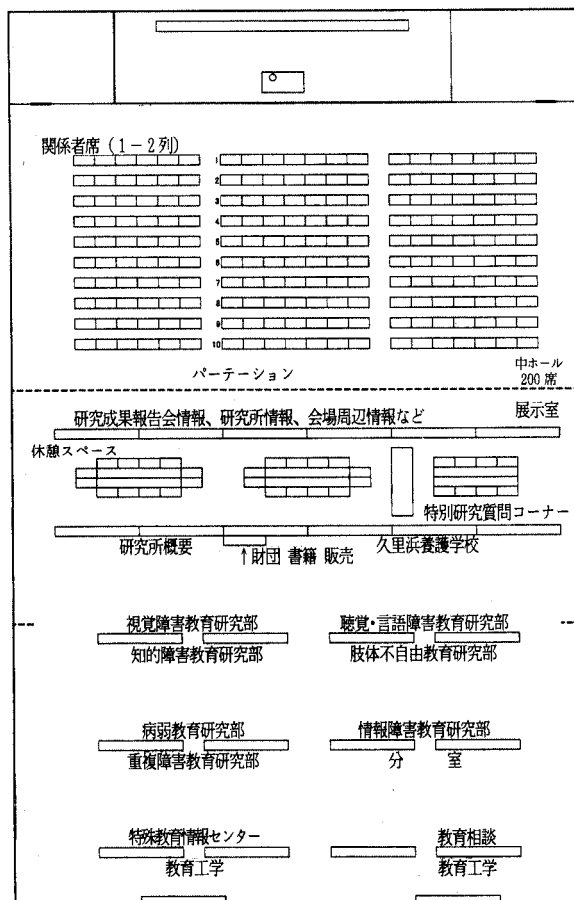 関係者席 (1-2列)
1
2
3
4
5
6
7
8
9
10
パーテーション
中ホール
200 席
研究成果報告会情報、研究所情報、会場周辺情報など
展示室
休憩スペース
特別研究質問コーナー
研究所概要
↑財団 書籍 販売
久里浜養護学校
視覚障害教育研究部
聴覚・言語障害教育研究部
知的障害教育研究部
肢体不自由教育研究部
病弱教育研究部
情報障害教育研究部
重複障害教育研究部
分 室
特殊教育情報センター
教育相談
教育工学
教育工学